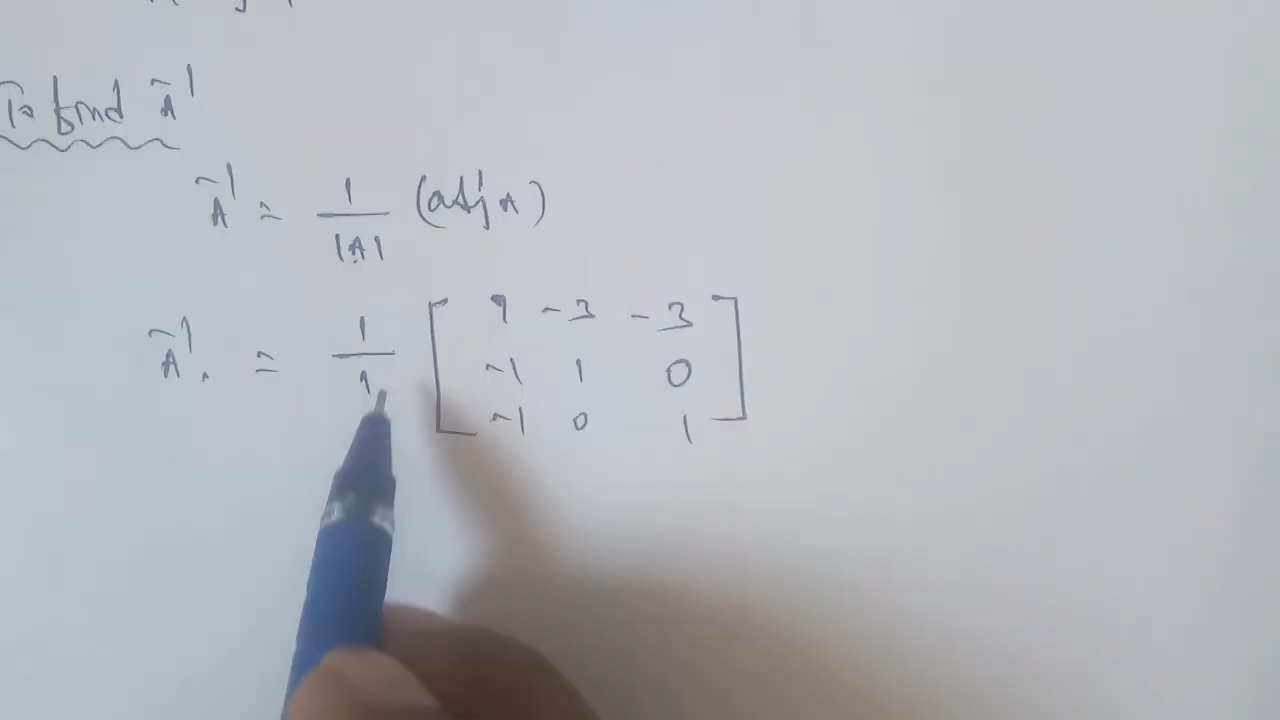 To find A⁻¹
A⁻¹ = 1/|A| (adj A)
A⁻¹ = 1/1 [
7 -3 -3
-1 1 0
-1 0 1
]